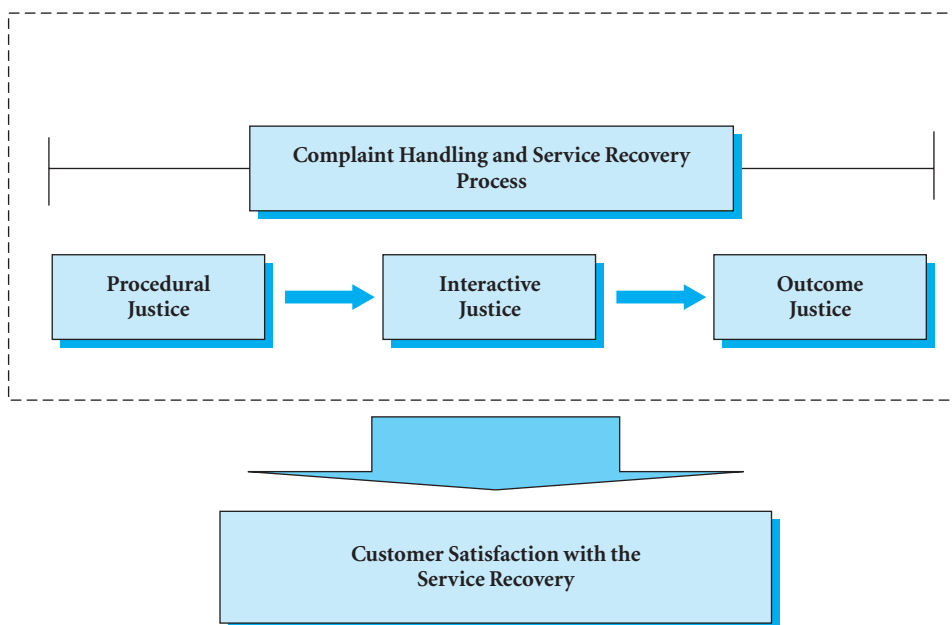 Complaint Handling and Service Recovery
Process
Procedural
Justice
Interactive
Justice
Outcome
Justice
Customer Satisfaction with the
Service Recovery